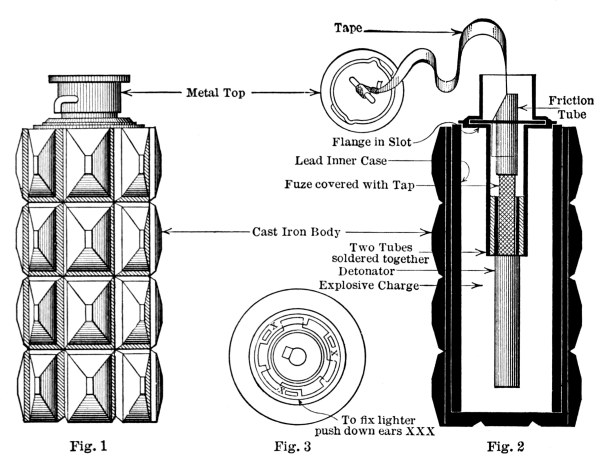 Tape
Metal Top
Friction
Tube
Flange in Slot
Lead Inner Case
Fuze covered with Tap
Cast Iron Body
Two Tubes
soldered together
Detonator
Explosive Charge
X
X
X
To fix lighter
push down ears XXX
Fig. 1
Fig. 3
Fig. 2